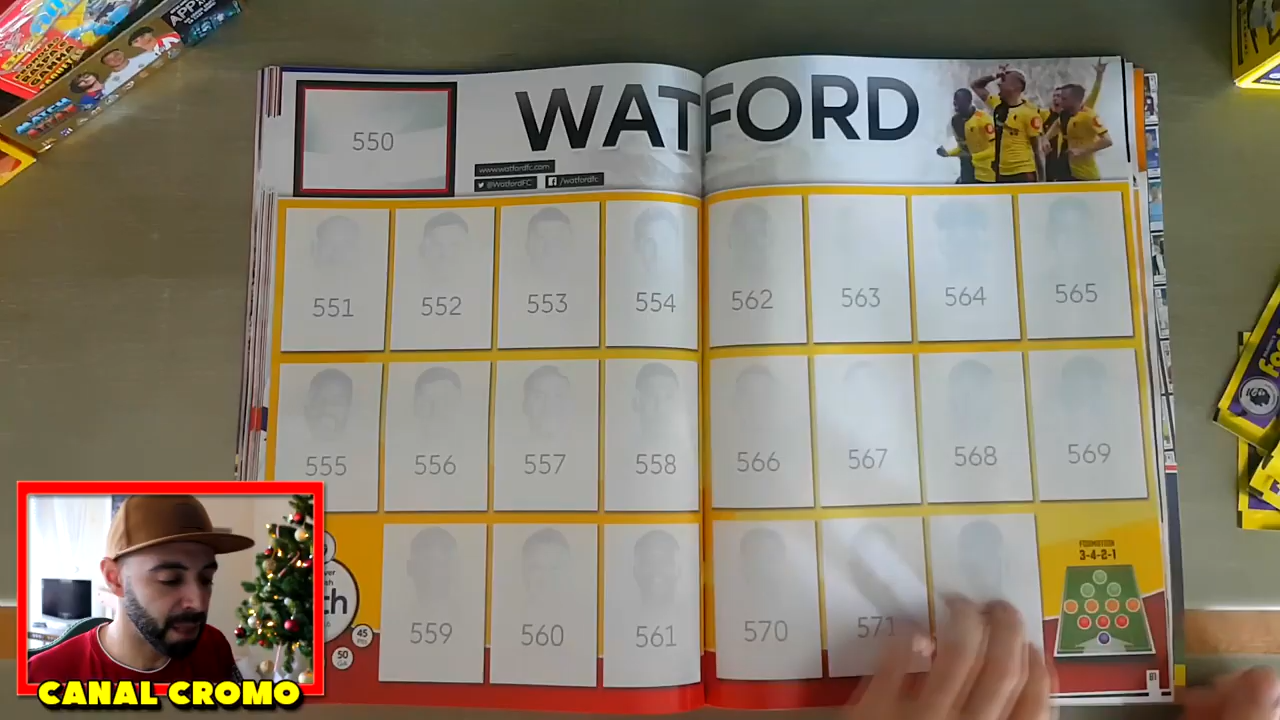 WATFORD
550
www.watfordfc.com
@WatfordFC
/watfordfc
551 552 553 554 562 563 564 565
555 556 557 558 566 567 568 569
FORMATION
3-4-2-1
559 560 561 570 571
45
50
81
CANAL CROMO